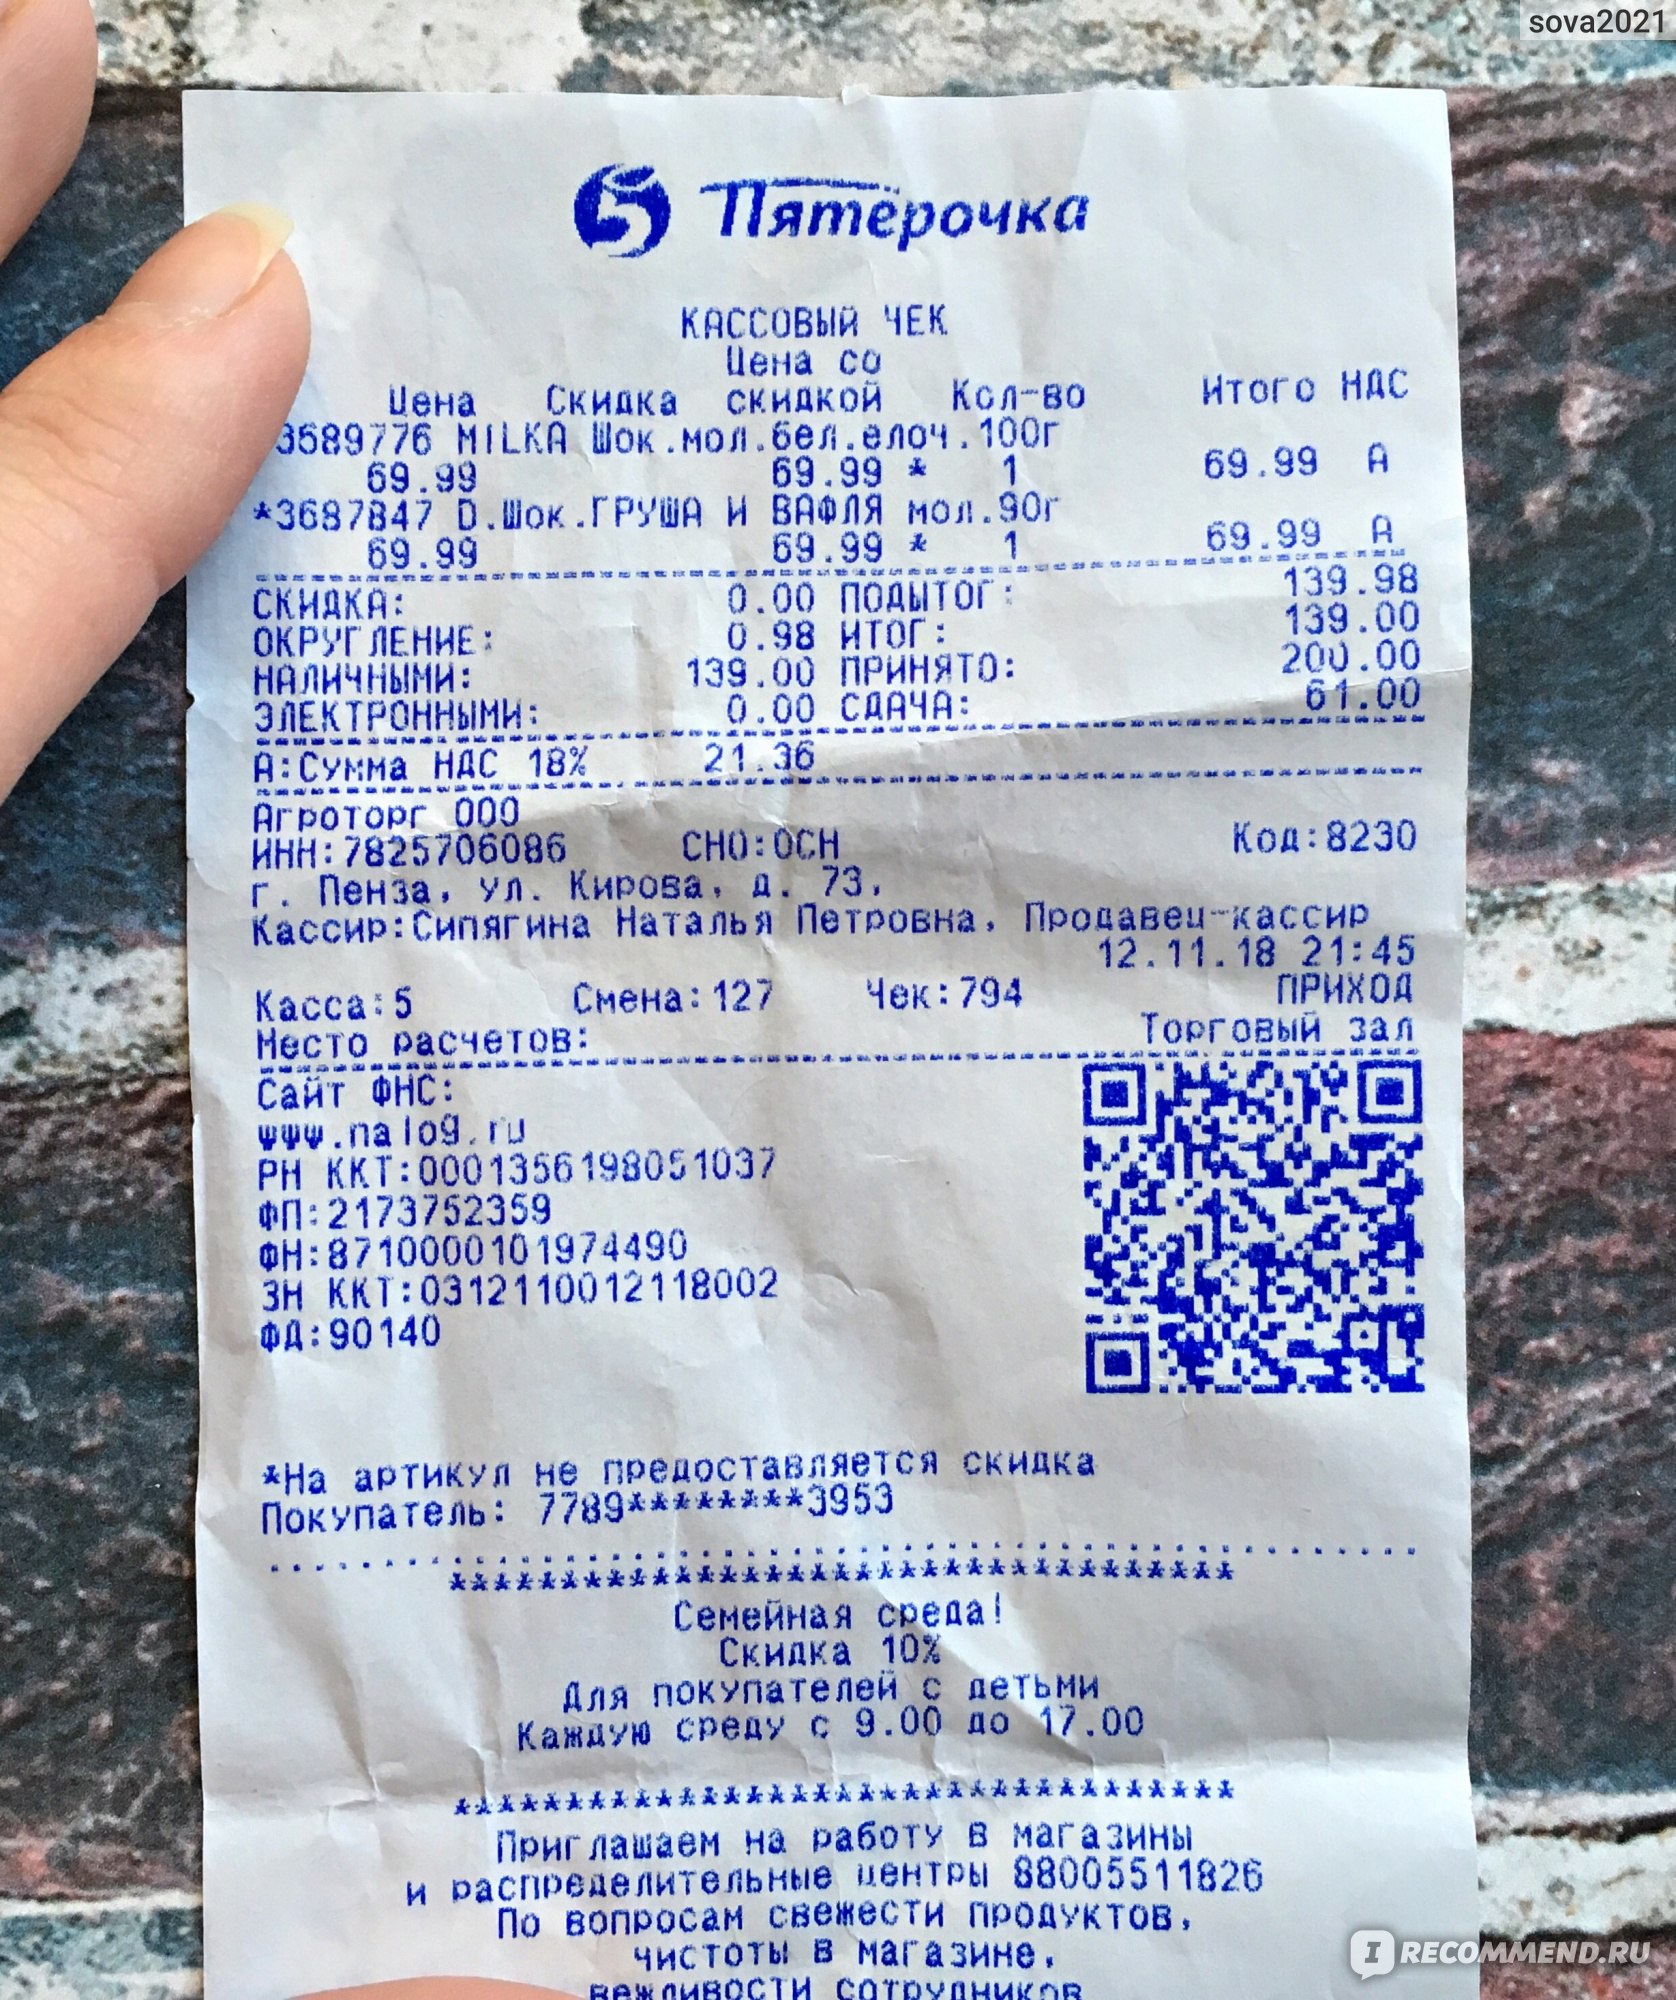 sova2021
5 Пятёрочка
КАССОВЫЙ ЧЕК
Цена со
Цена Скидка скидкой Кол-во Итого НДС
3689776 MILKA Шок.мол.бел.елоч.100г
69.99 69.99 * 1 69.99 А
*3687847 D.Шок.ГРУША И ВАФЛЯ мол.90г
69.99 69.99 * 1 69.99 А
СКИДКА: 0.00 ПОДЫТОГ: 139.98
ОКРУГЛЕНИЕ: 0.98 ИТОГ: 139.00
НАЛИЧНЫМИ: 139.00 ПРИНЯТО: 200.00
ЭЛЕКТРОННЫМИ: 0.00 СДАЧА: 61.00
А:Сумма НДС 18% 21.36
Агроторг ООО
ИНН:7825706086 СНО:ОСН Код:8230
г. Пенза, ул. Кирова, д. 73,
Кассир:Сипягина Наталья Петровна, Продавец-кассир
12.11.18 21:45
Касса:5 Смена:127 Чек:794 ПРИХОД
Место расчетов: Торговый зал
Сайт ФНС:
www.nalog.ru
РН ККТ:0001356198051037
ФП:2173752359
ФН:8710000101974490
ЗН ККТ:0312110012118002
ФД:90140
*На артикул не предоставляется скидка
Покупатель: 7789********3953
***********************************
Семейная среда!
Скидка 10%
Для покупателей с детьми
Каждую среду с 9.00 до 17.00
***********************************
Приглашаем на работу в магазины
и распределительные центры 88005511826
По вопросам свежести продуктов,
чистоты в магазине,
вежливости сотрудников
IRECOMMEND.RU